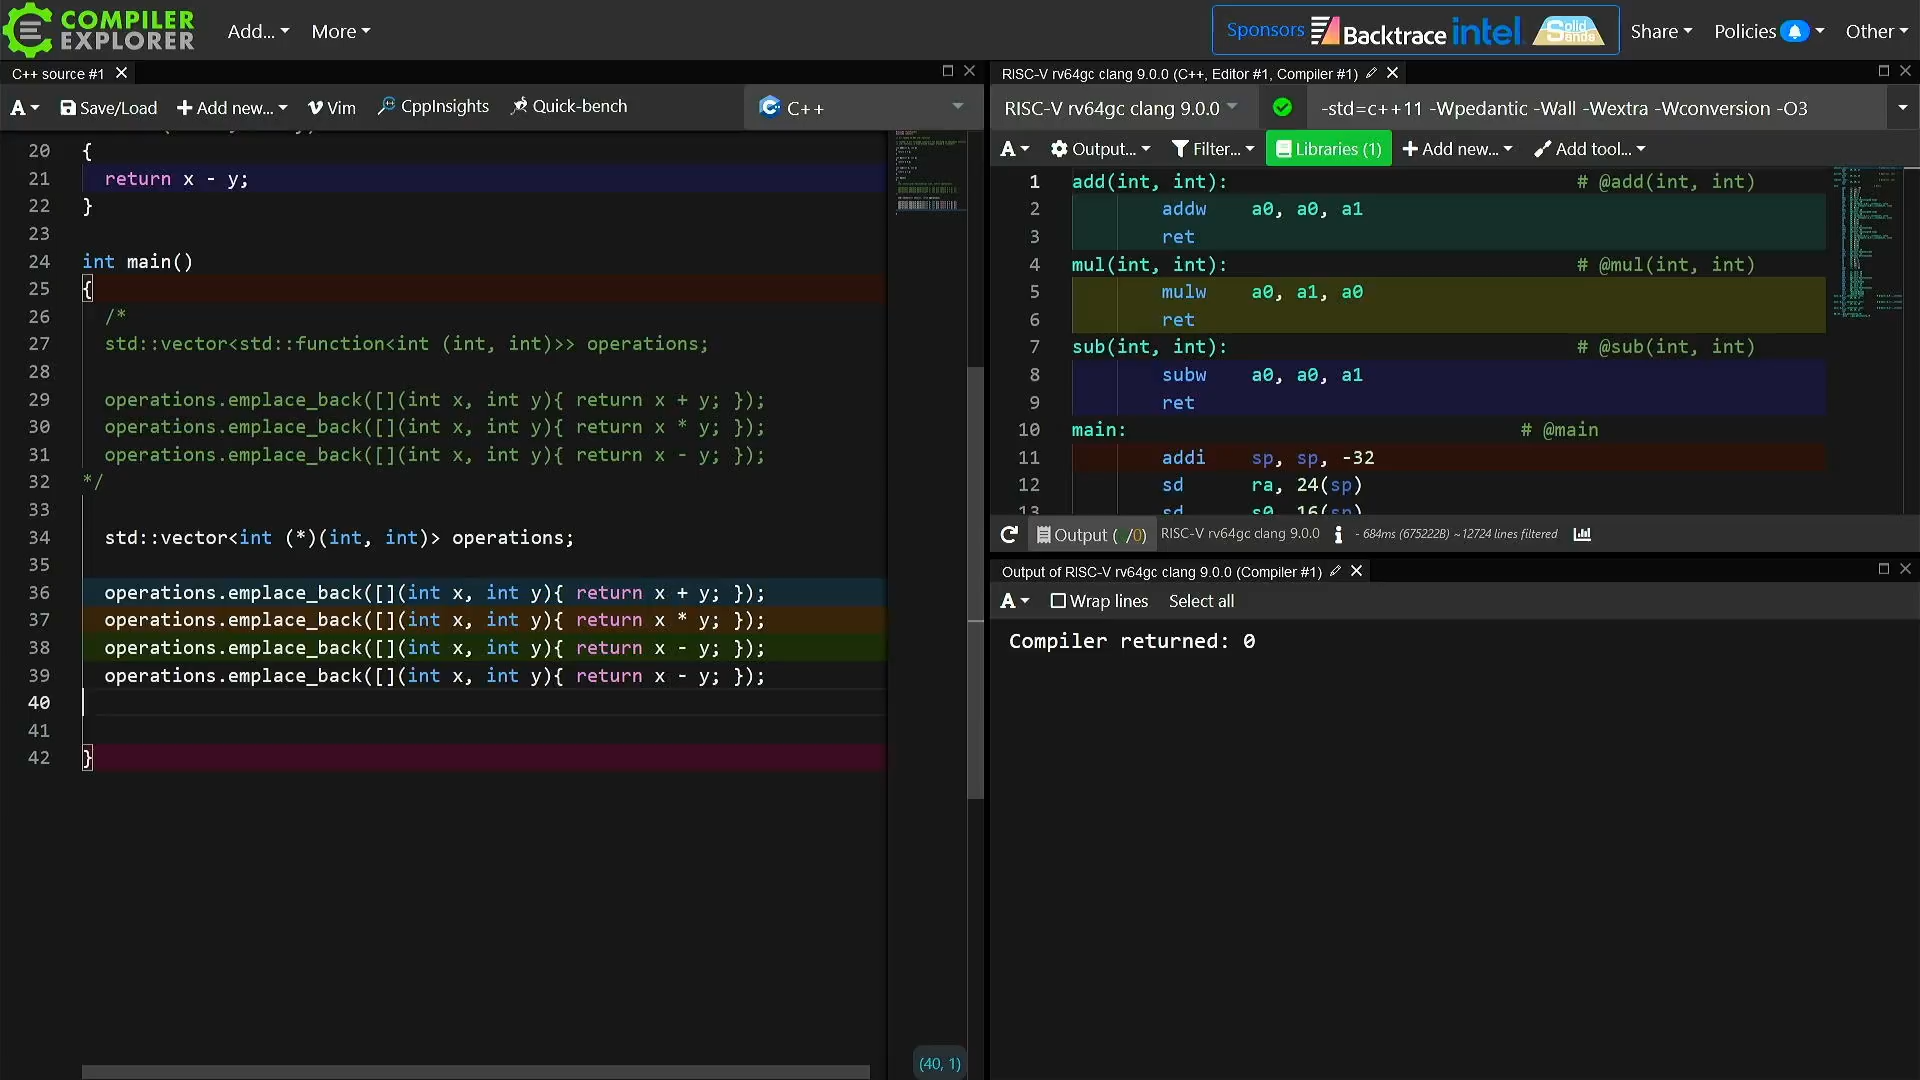 COMPILER EXPLORER
Add...
More
Sponsors
Backtrace
intel
Solid Sands
Share
Policies
Other
C++ source #1
A
Save/Load
Add new...
Vim
CppInsights
Quick-bench
C++
20 {
21   return x - y;
22 }
23
24 int main()
25 {
26   /*
27   std::vector<std::function<int (int, int)>> operations;
28
29   operations.emplace_back([](int x, int y){ return x + y; });
30   operations.emplace_back([](int x, int y){ return x * y; });
31   operations.emplace_back([](int x, int y){ return x - y; });
32 */
33
34   std::vector<int (*)(int, int)> operations;
35
36   operations.emplace_back([](int x, int y){ return x + y; });
37   operations.emplace_back([](int x, int y){ return x * y; });
38   operations.emplace_back([](int x, int y){ return x - y; });
39   operations.emplace_back([](int x, int y){ return x - y; });
40
41
42 }
(40, 1)
RISC-V rv64gc clang 9.0.0 (C++, Editor #1, Compiler #1)
RISC-V rv64gc clang 9.0.0
-std=c++11 -Wpedantic -Wall -Wextra -Wconversion -O3
A
Output...
Filter...
Libraries (1)
Add new...
Add tool...
1 add(int, int): # @add(int, int)
2 addw a0, a0, a1
3 ret
4 mul(int, int): # @mul(int, int)
5 mulw a0, a1, a0
6 ret
7 sub(int, int): # @sub(int, int)
8 subw a0, a0, a1
9 ret
10 main: # @main
11 addi sp, sp, -32
12 sd ra, 24(sp)
13 sd s0, 16(sp)
Output ( /0)
RISC-V rv64gc clang 9.0.0
- 684ms (675222B) ~12724 lines filtered
Output of RISC-V rv64gc clang 9.0.0 (Compiler #1)
A
Wrap lines
Select all
Compiler returned: 0